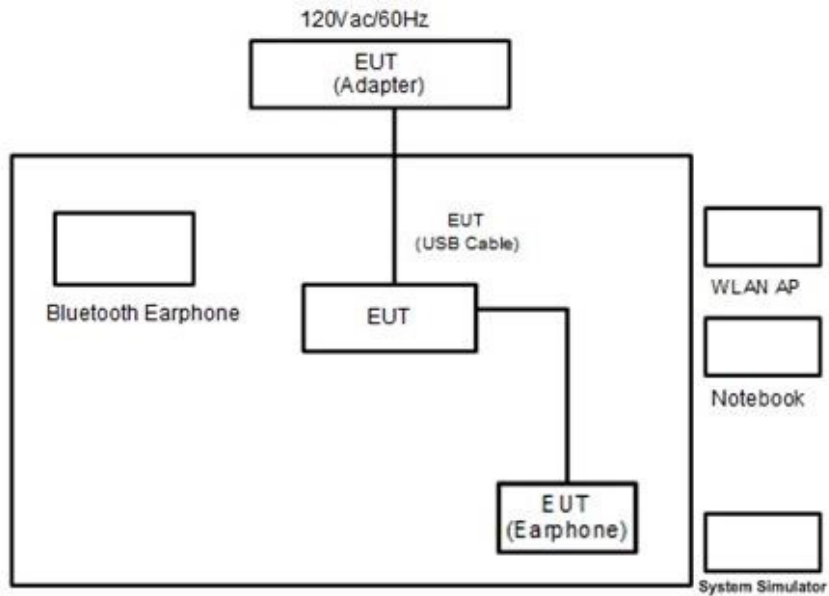 120Vac/60Hz
EUT
(Adapter)
EUT
(USB Cable)
Bluetooth Earphone
EUT
WLAN AP
Notebook
EUT
(Earphone)
System Simulator